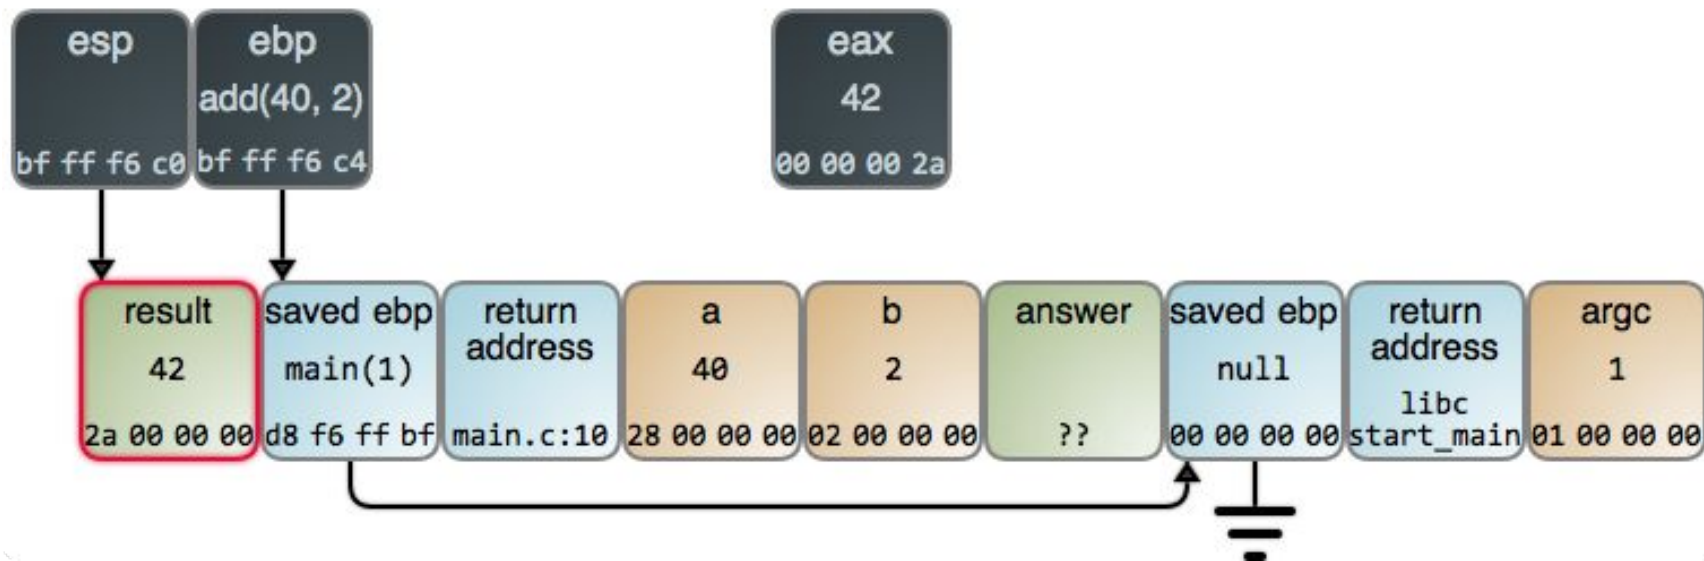 esp
add(40, 2)
bf ff f6 c0
ebp
bf ff f6 c4
eax
42
00 00 00 2a
result
42
2a 00 00 00
saved ebp
main(1)
d8 f6 ff bf
return
address
main.c:10
a
40
28 00 00 00
b
2
02 00 00 00
answer
??
saved ebp
null
00 00 00 00
return
address
libc
start_main
argc
1
01 00 00 00